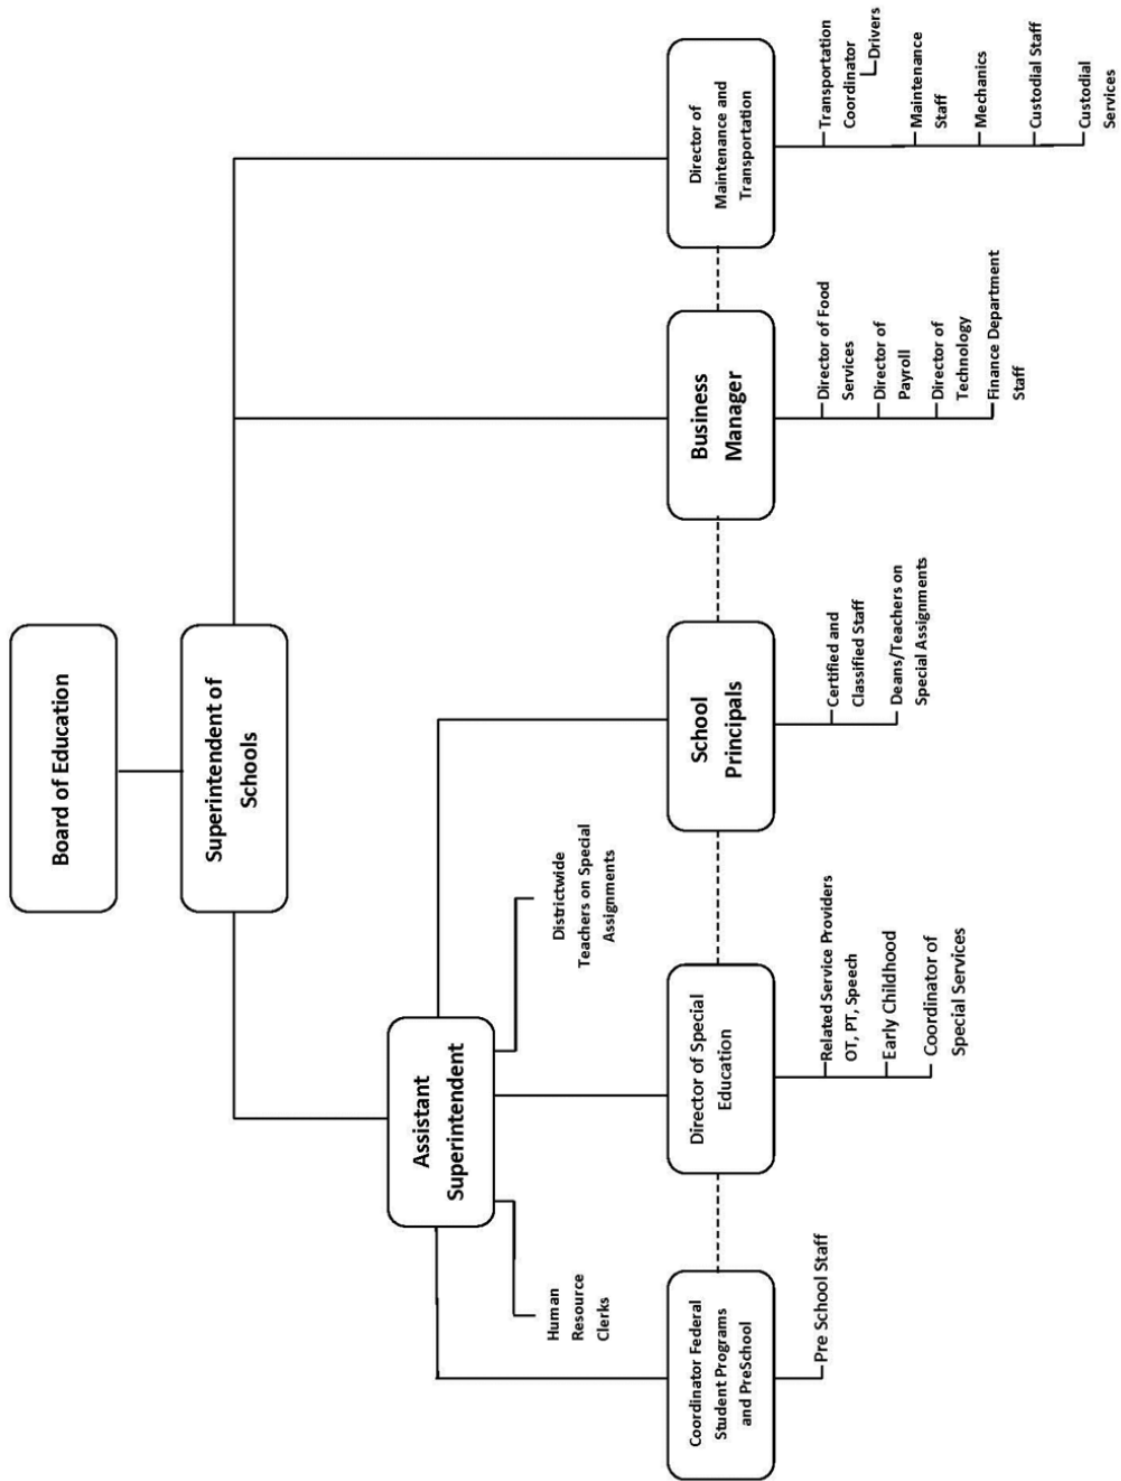 Board of Education
Superintendent of
Schools
Assistant
Superintendent
Human
Resource
Clerks
Districtwide
Teachers on Special
Assignments
Coordinator Federal
Student Programs
and PreSchool
Pre School Staff
Director of Special
Education
Related Service Providers
OT, PT, Speech
Early Childhood
Coordinator of
Special Services
School
Principals
Certified and
Classified Staff
Deans/Teachers on
Special Assignments
Business
Manager
Director of Food
Services
Director of
Payroll
Director of
Technology
Finance Department
Staff
Director of
Maintenance and
Transportation
Transportation
Coordinator
Drivers
Maintenance
Staff
Mechanics
Custodial Staff
Custodial
Services